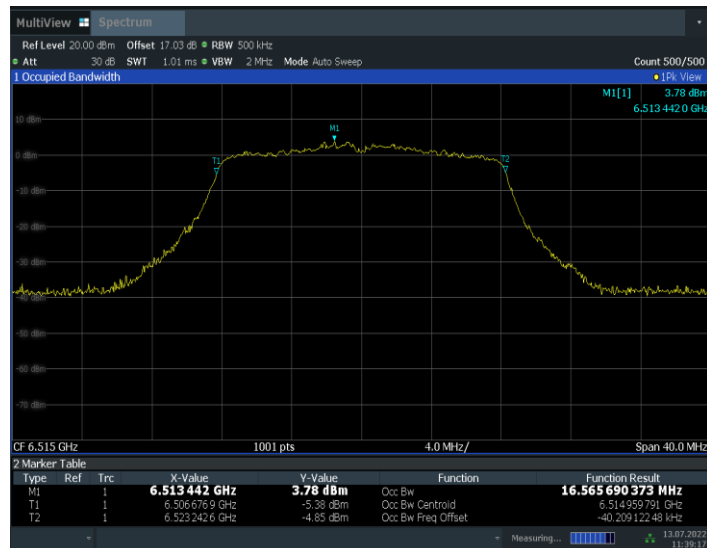 MultiView Spectrum
Ref Level 20.00 dBm Offset 17.03 dB RBW 500 kHz
Att 30 dB SWT 1.01 ms VBW 2 MHz Mode Auto Sweep Count 500/500
1 Occupied Bandwidth 1Pk View
M1[1] 3.78 dBm
6.513 442 0 GHz
10 dBm
M1
0 dBm
T1 T2
-10 dBm
-20 dBm
-30 dBm
-40 dBm
-50 dBm
-60 dBm
-70 dBm
CF 6.515 GHz 1001 pts 4.0 MHz/ Span 40.0 MHz
2 Marker Table
Type Ref Trc X-Value Y-Value Function Function Result
M1 1 6.513 442 GHz 3.78 dBm Occ Bw 16.565 690 373 MHz
T1 1 6.506 676 9 GHz -5.38 dBm Occ Bw Centroid 6.514 959 791 GHz
T2 1 6.523 242 6 GHz -4.85 dBm Occ Bw Freq Offset -40.209 122 48 kHz
Measuring... 13.07.2022
11:39:17